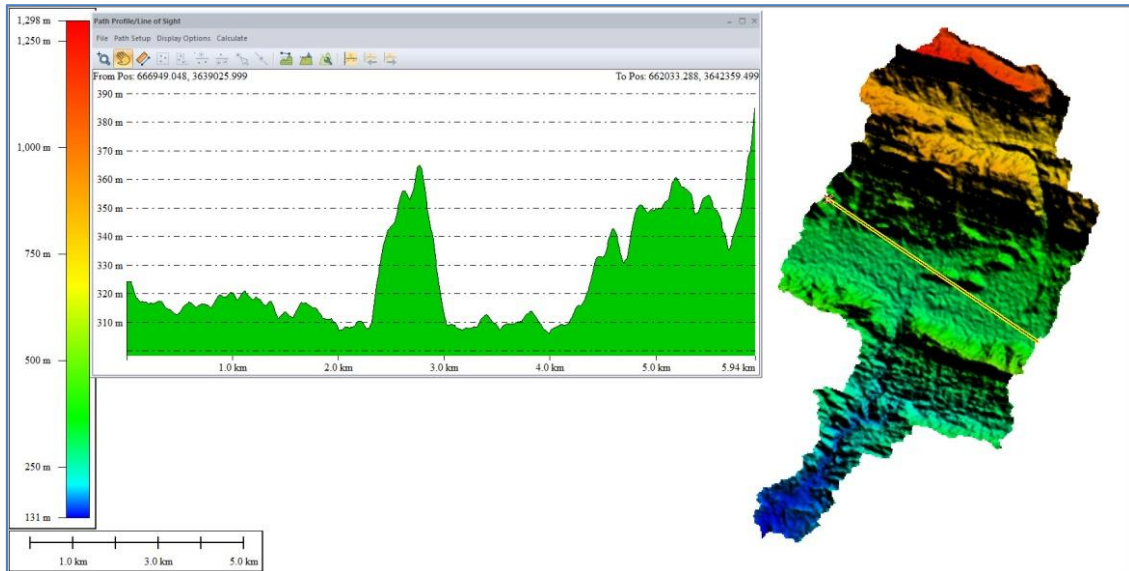 1,298 m
1,250 m
1,000 m
750 m
500 m
250 m
131 m
1.0 km 3.0 km 5.0 km
Path Profile/Line of Sight
File Path Setup Display Options Calculate
From Pos: 666949.048, 3639025.999 To Pos: 662033.288, 3642359.499
390 m
380 m
370 m
360 m
350 m
340 m
330 m
320 m
310 m
1.0 km 2.0 km 3.0 km 4.0 km 5.0 km 5.94 km